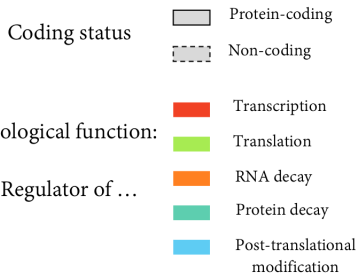 Protein-coding
Coding status
Non-coding
Transcription
ological function:
Translation
RNA decay
Regulator of …
Protein decay
Post-translational
modification